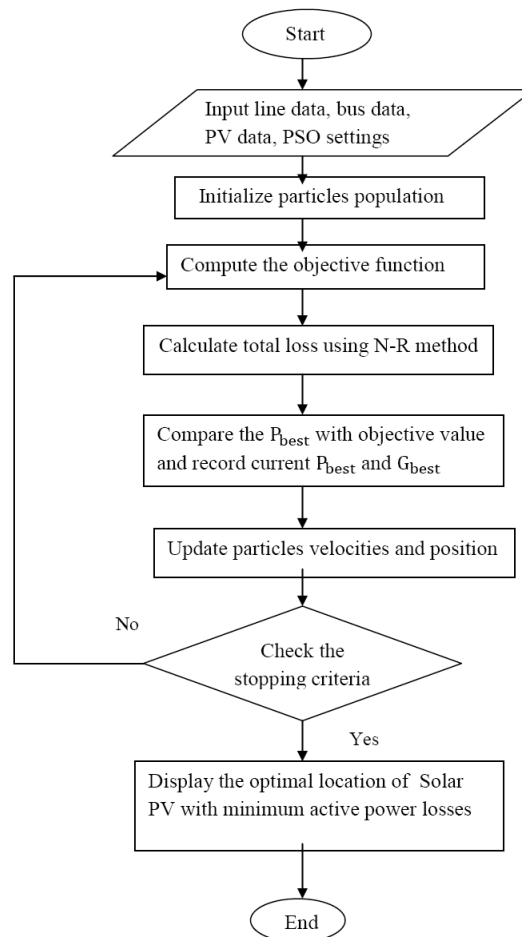 Start
Input line data, bus data,
PV data, PSO settings
Initialize particles population
Compute the objective function
Calculate total loss using N-R method
Compare the Pbest with objective value
and record current Pbest and Gbest
Update particles velocities and position
No
Check the
stopping criteria
Yes
Display the optimal location of Solar
PV with minimum active power losses
End